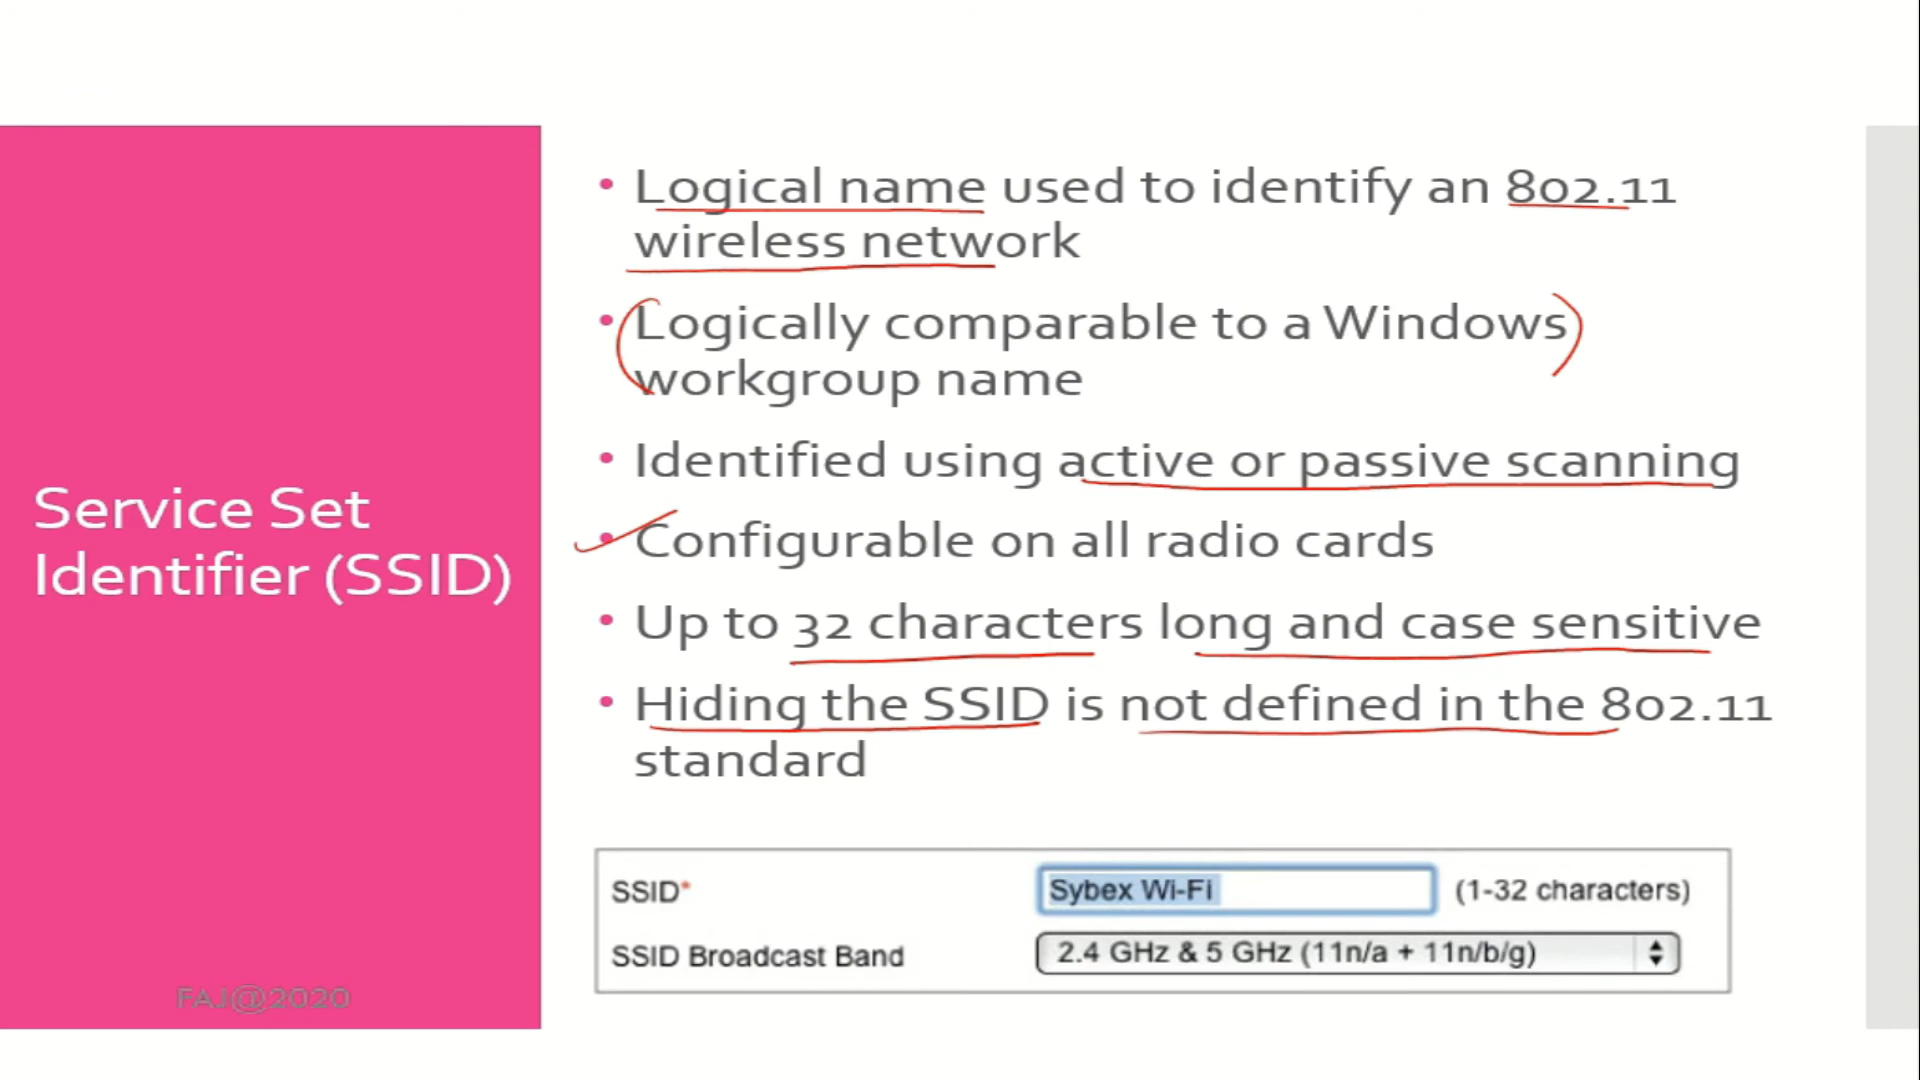 Service Set
Identifier (SSID)
• Logical name used to identify an 802.11
wireless network
• Logically comparable to a Windows
workgroup name
• Identified using active or passive scanning
• Configurable on all radio cards
• Up to 32 characters long and case sensitive
• Hiding the SSID is not defined in the 802.11
standard
SSID* Sybex Wi-Fi (1-32 characters)
SSID Broadcast Band 2.4 GHz & 5 GHz (11n/a + 11n/b/g)
FAJ@2020